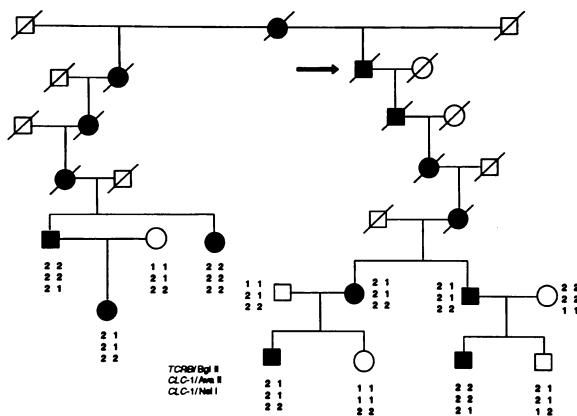 2 2 1 1 2 2
2 2 2 1 2 2
2 1 2 2 2 2
1 1 2 1 2 1 2 2
2 1 2 1 2 1 2 2
2 2 2 2 2 2 1 1
2 1
2 1
2 2
TCRB/ Bgl II
CLC-1/Ava II
CLC-1/
2 1 1 1 2 2 2 1
2 1 1 1 2 2 2 1
2 2 2 2 2 1 1 2